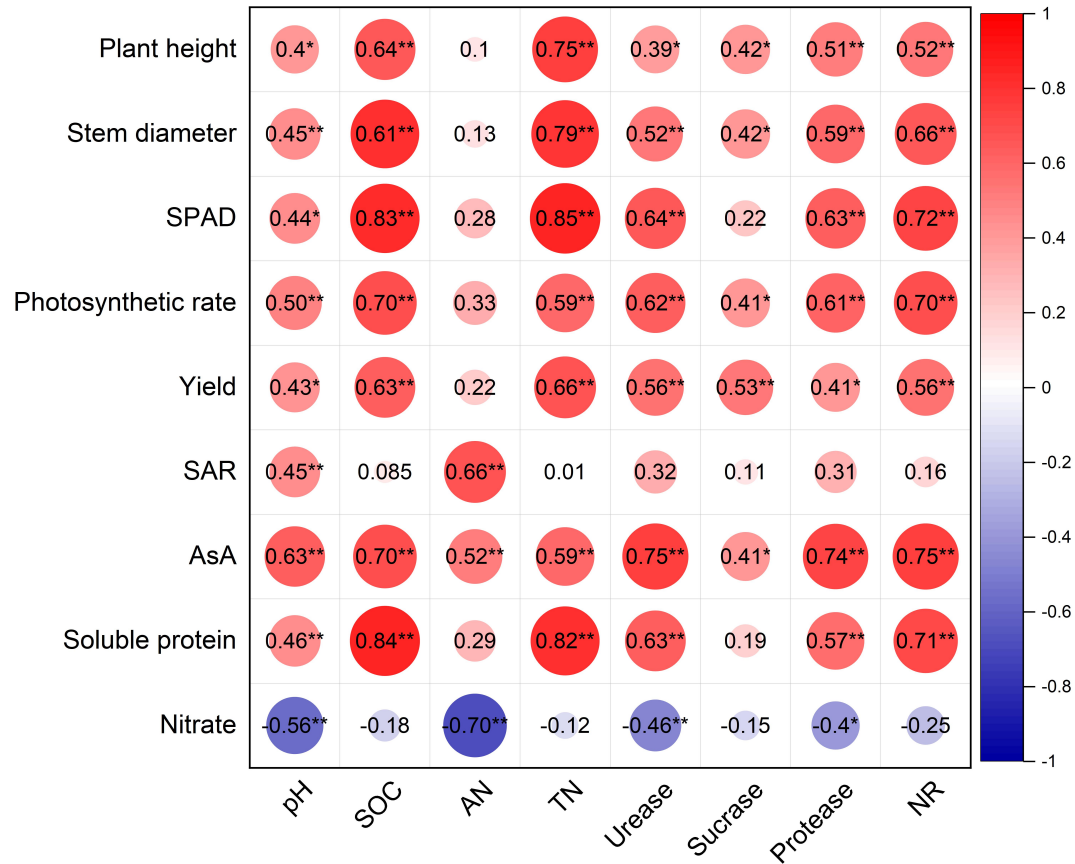 Plant height 0.4* 0.64** 0.1 0.75** 0.39* 0.42* 0.51** 0.52**
Stem diameter 0.45** 0.61** 0.13 0.79** 0.52** 0.42* 0.59** 0.66**
SPAD 0.44* 0.83** 0.28 0.85** 0.64** 0.22 0.63** 0.72**
Photosynthetic rate 0.50** 0.70** 0.33 0.59** 0.62** 0.41* 0.61** 0.70**
Yield 0.43* 0.63** 0.22 0.66** 0.56** 0.53** 0.41* 0.56**
SAR 0.45** 0.085 0.66** 0.01 0.32 0.11 0.31 0.16
AsA 0.63** 0.70** 0.52** 0.59** 0.75** 0.41* 0.74** 0.75**
Soluble protein 0.46** 0.84** 0.29 0.82** 0.63** 0.19 0.57** 0.71**
Nitrate -0.56** -0.18 -0.70** -0.12 -0.46** -0.15 -0.4* -0.25
pH SOC AN TN Urease Sucrase Protease NR
1
0.8
0.6
0.4
0.2
0
-0.2
-0.4
-0.6
-0.8
-1